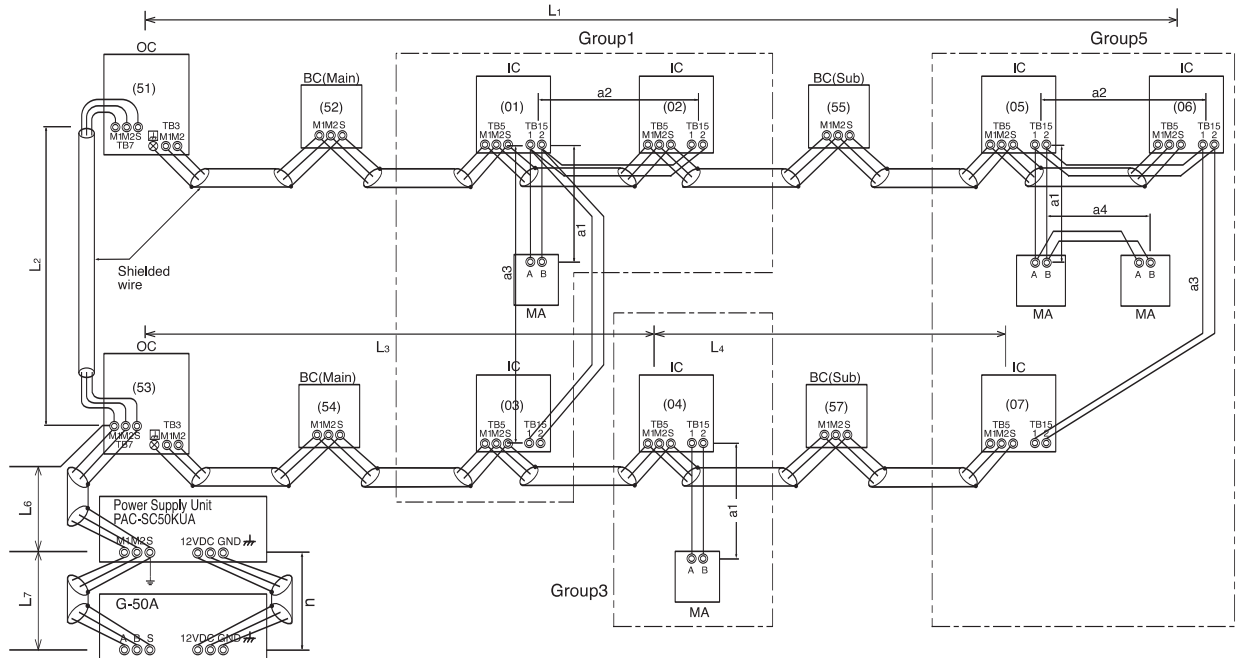 L1
Group1
Group5
OC
(51)
M1M2S
TB7
TB3
M1M2
BC(Main)
(52)
M1M2S
IC
(01)
TB5
M1M2S
TB15
1 2
a2
IC
(02)
TB5
M1M2S
TB15
1 2
BC(Sub)
(55)
M1M2S
IC
(05)
TB5
M1M2S
TB15
1 2
a2
IC
(06)
TB5
M1M2S
TB15
1 2
L2
Shielded
wire
a3
a1
A B
MA
a1
a4
A B
MA
A B
MA
a3
L3
L4
OC
(53)
M1M2S
TB7
TB3
M1M2
BC(Main)
(54)
M1M2S
IC
(03)
TB5
M1M2S
TB15
1 2
IC
(04)
TB5
M1M2S
TB15
1 2
BC(Sub)
(57)
M1M2S
IC
(07)
TB5
M1M2S
TB15
1 2
L6
Power Supply Unit
PAC-SC50KUA
M1M2S
12VDC GND
a1
A B
MA
Group3
L7
n
G-50A
A B S
12VDC GND